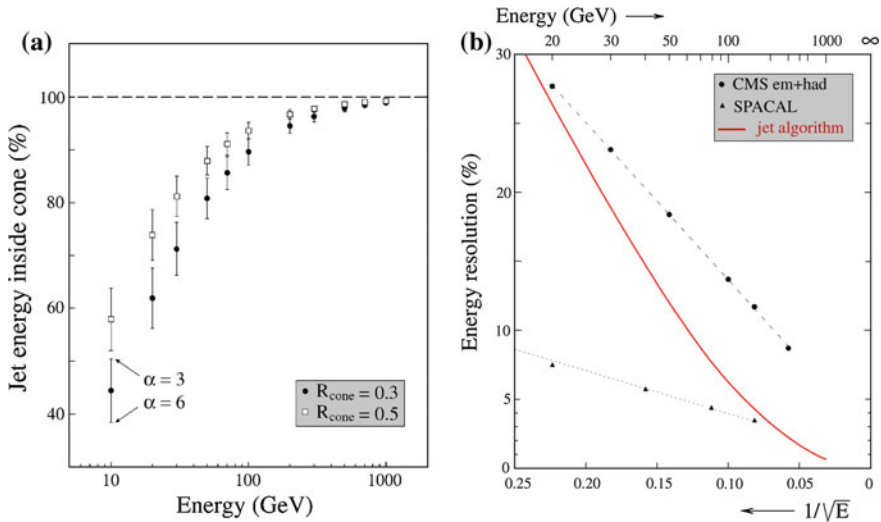 (a)
Jet energy inside cone (%)
100
80
60
40
α = 3
α = 6
R_cone = 0.3
R_cone = 0.5
10
100
1000
Energy (GeV)
Energy (GeV) →
(b)
20 30 50 100 200 1000 ∞
Energy resolution (%)
30
20
10
5
0
CMS em+had
SPACAL
jet algorithm
0.25 0.20 0.15 0.10 0.05 0
← 1/√E